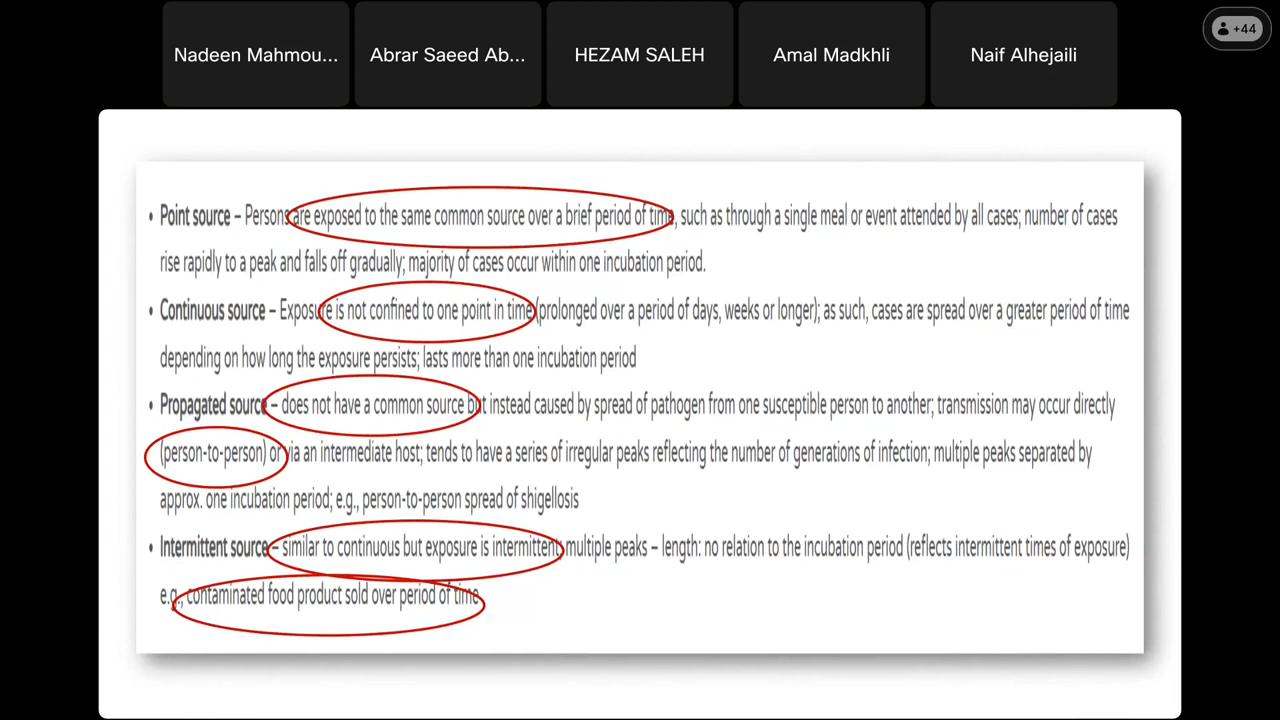 Nadeen Mahmou...
Abrar Saeed Ab...
HEZAM SALEH
Amal Madkhli
Naif Alhejaili
+44
• Point source – Persons are exposed to the same common source over a brief period of time, such as through a single meal or event attended by all cases; number of cases
rise rapidly to a peak and falls off gradually; majority of cases occur within one incubation period.
• Continuous source – Exposure is not confined to one point in time (prolonged over a period of days, weeks or longer); as such, cases are spread over a greater period of time
depending on how long the exposure persists; lasts more than one incubation period
• Propagated source – does not have a common source but instead caused by spread of pathogen from one susceptible person to another; transmission may occur directly
(person-to-person) or via an intermediate host; tends to have a series of irregular peaks reflecting the number of generations of infection; multiple peaks separated by
approx. one incubation period; e.g., person-to-person spread of shigellosis
• Intermittent source – similar to continuous but exposure is intermittent; multiple peaks – length: no relation to the incubation period (reflects intermittent times of exposure)
e.g., contaminated food product sold over period of time